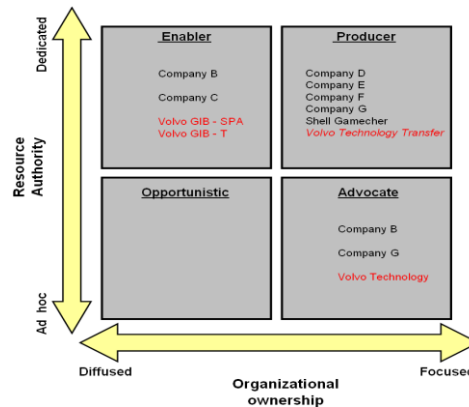 Dedicated
Resource
Authority
Ad hoc
Enabler
Company B
Company C
Volvo GIB - SPA
Volvo GIB - T
Producer
Company D
Company E
Company F
Company G
Shell Gamecher
Volvo Technology Transfer
Opportunistic
Advocate
Company B
Company G
Volvo Technology
Diffused
Focused
Organizational
ownership